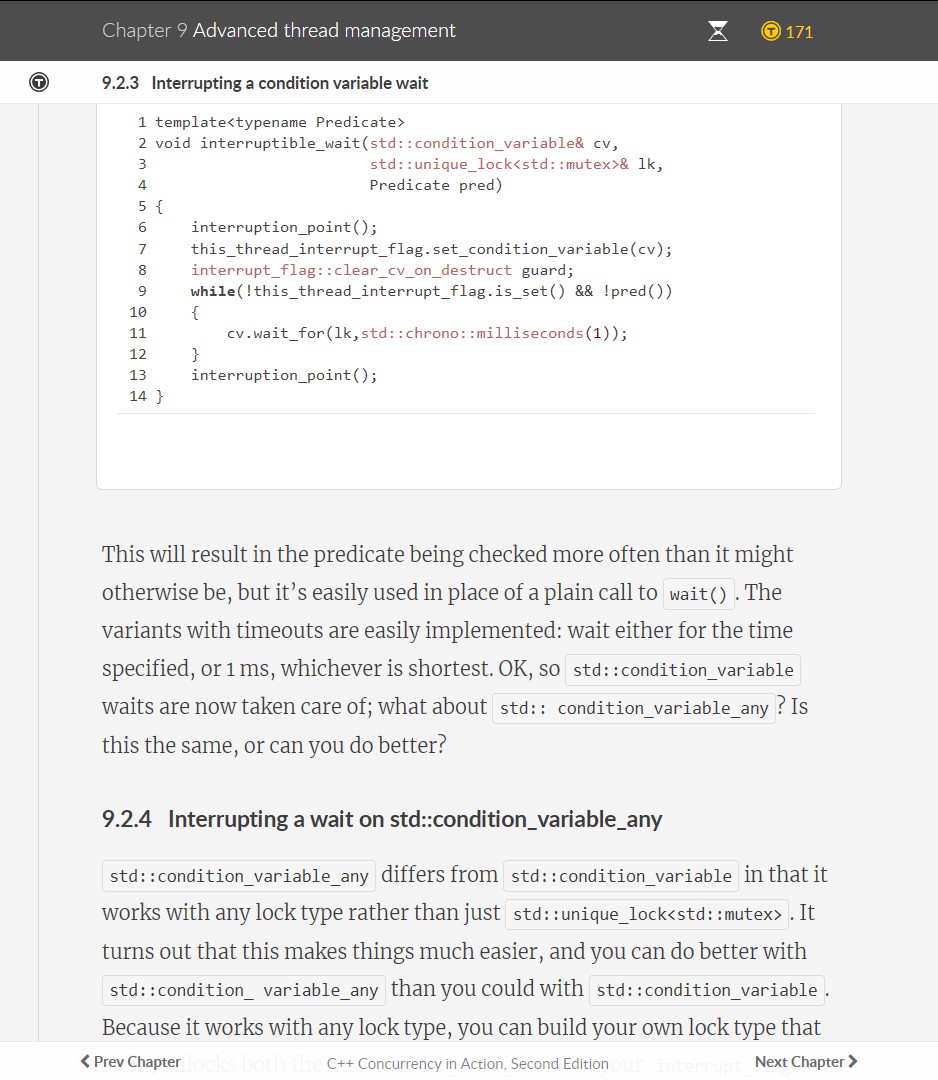 Chapter 9 Advanced thread management
171
9.2.3 Interrupting a condition variable wait
1 template<typename Predicate>
2 void interruptible_wait(std::condition_variable& cv,
3                         std::unique_lock<std::mutex>& lk,
4                         Predicate pred)
5 {
6     interruption_point();
7     this_thread_interrupt_flag.set_condition_variable(cv);
8     interrupt_flag::clear_cv_on_destruct guard;
9     while(!this_thread_interrupt_flag.is_set() && !pred())
10     {
11         cv.wait_for(lk,std::chrono::milliseconds(1));
12     }
13     interruption_point();
14 }
This will result in the predicate being checked more often than it might
otherwise be, but it’s easily used in place of a plain call to wait() . The
variants with timeouts are easily implemented: wait either for the time
specified, or 1 ms, whichever is shortest. OK, so std::condition_variable
waits are now taken care of; what about std:: condition_variable_any ? Is
this the same, or can you do better?
9.2.4 Interrupting a wait on std::condition_variable_any
std::condition_variable_any differs from std::condition_variable in that it
works with any lock type rather than just std::unique_lock<std::mutex> . It
turns out that this makes things much easier, and you can do better with
std::condition_ variable_any than you could with std::condition_variable .
Because it works with any lock type, you can build your own lock type that
Prev Chapter
C++ Concurrency in Action, Second Edition
Next Chapter